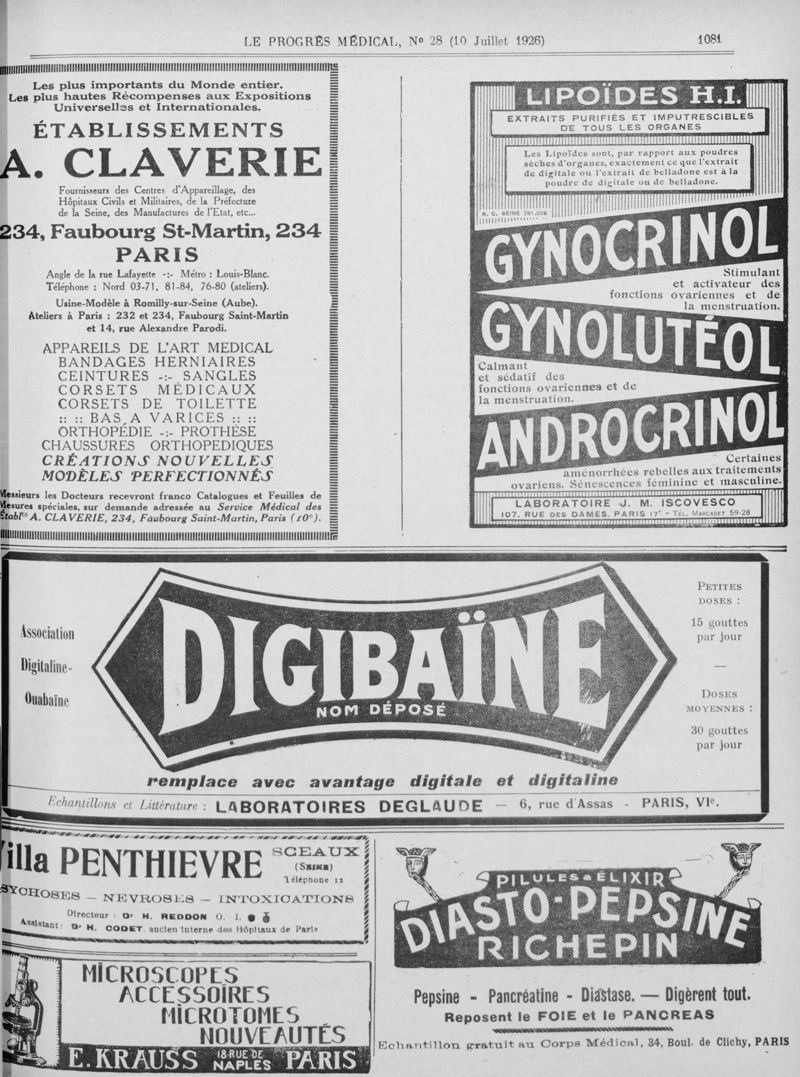 LE PROGRÈS MÉDICAL, Nº 28 (10 Juillet 1926)
1081
Les plus importants du Monde entier.
Les plus hautes Récompenses aux Expositions
Universelles et Internationales.
ÉTABLISSEMENTS
A. CLAVERIE
Fournisseurs des Centres d'Appareillage, des
Hôpitaux Civils et Militaires, de la Préfecture
de la Seine, des Manufactures de l'Etat, etc...
234, Faubourg St-Martin, 234
PARIS
Angle de la rue Lafayette -:- Métro : Louis-Blanc.
Téléphone : Nord 03-71, 81-84, 76-80 (ateliers).
Usine-Modèle à Romilly-sur-Seine (Aube).
Ateliers à Paris : 232 et 234, Faubourg Saint-Martin
et 14, rue Alexandre Parodi.
APPAREILS DE L'ART MEDICAL
BANDAGES HERNIAIRES
CEINTURES -:- SANGLES
CORSETS MÉDICAUX
CORSETS DE TOILETTE
:: :: BAS A VARICES :: ::
ORTHOPÉDIE -:- PROTHÈSE
CHAUSSURES ORTHOPEDIQUES
CRÉATIONS NOUVELLES
MODÈLES PERFECTIONNÉS
Messieurs les Docteurs recevront franco Catalogues et Feuilles de
Mesures spéciales, sur demande adressée au Service Médical des
Établts A. CLAVERIE, 234, Faubourg Saint-Martin, Paris (10e).
LIPOÏDES H.I.
EXTRAITS PURIFIÉS ET IMPUTRESCIBLES
DE TOUS LES ORGANES
Les Lipoïdes sont, par rapport aux poudres
sèches d'organes, exactement ce que l'extrait
de digitale ou l'extrait de belladone est à la
poudre de digitale ou de belladone.
R. C. SEINE 281.086
GYNOCRINOL
Stimulant
et activateur des
fonctions ovariennes et de
la menstruation.
GYNOLUTÉOL
Calmant
et sédatif des
fonctions ovariennes et de
la menstruation.
ANDROCRINOL
Certaines
aménorrhées rebelles aux traitements
ovariens. Sénescences féminine et masculine.
LABORATOIRE J. M. ISCOVESCO
107, RUE DES DAMES, PARIS 17e - TÉL. MARCADET 59-28
Association
Digitaline-
Ouabaïne
DIGIBAÏNE
NOM DÉPOSÉ
PETITES
DOSES :
15 gouttes
par jour
—
DOSES
MOYENNES :
30 gouttes
par jour
remplace avec avantage digitale et digitaline
Echantillons et Littérature : LABORATOIRES DEGLAUDE — 6, rue d'Assas - PARIS, VIe.
Villa PENTHIEVRE
SCEAUX
(SEINE)
Téléphone 12
PSYCHOSES — NEVROSES — INTOXICATIONS
Directeur : Dr H. REDDON O. I.
Assistant : Dr H. CODET, ancien interne des Hôpitaux de Paris
MICROSCOPES
ACCESSOIRES
MICROTOMES
NOUVEAUTÉS
E. KRAUSS 18 RUE DE NAPLES PARIS
PILULES & ÉLIXIR
DIASTO-PEPSINE
RICHEPIN
Pepsine - Pancréatine - Diastase. — Digèrent tout.
Reposent le FOIE et le PANCREAS
Echantillon gratuit au Corps Médical, 34, Boul. de Clichy, PARIS